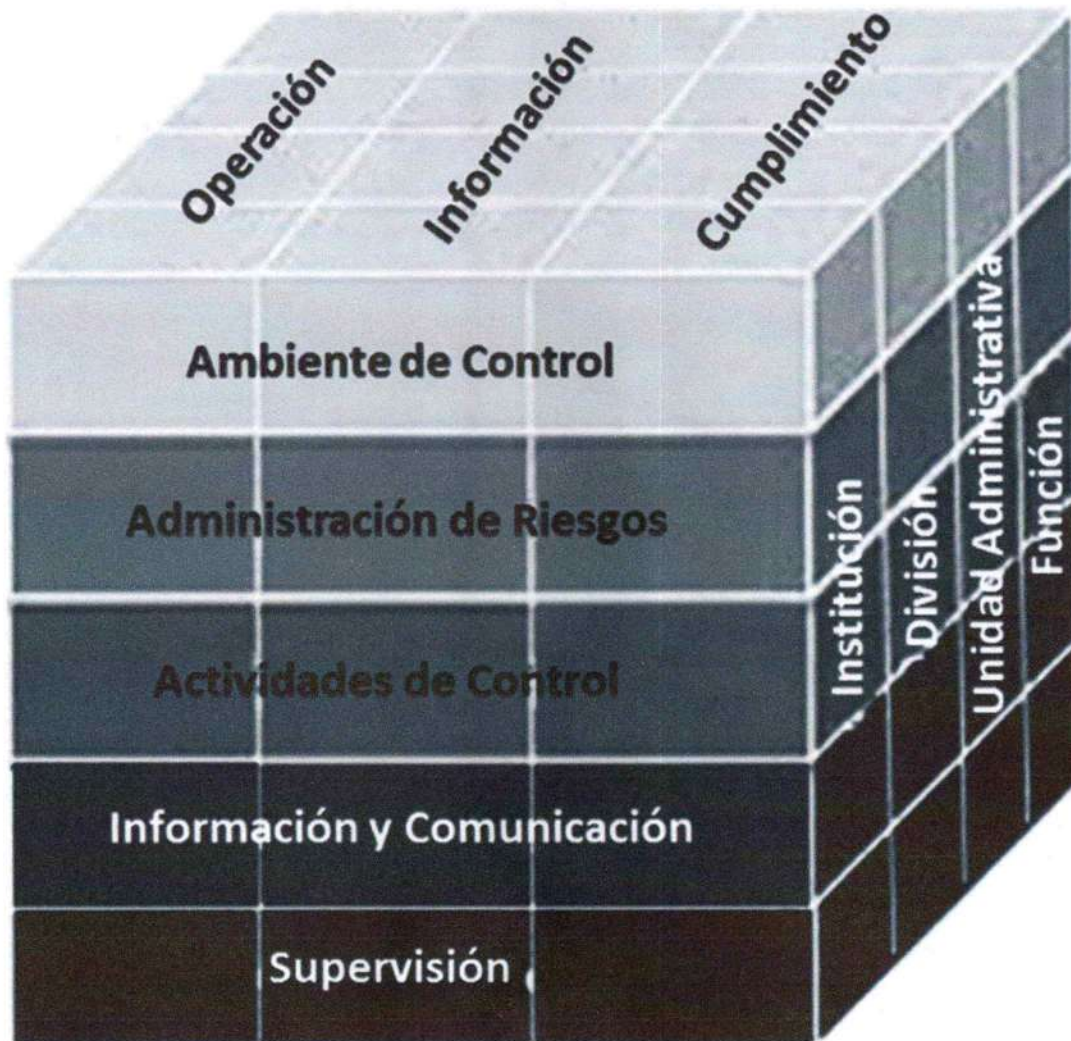 Operación
Información
Cumplimiento
Ambiente de Control
Administración de Riesgos
Actividades de Control
Información y Comunicación
Supervisión
Institución
División
Unidad Administrativa
Función